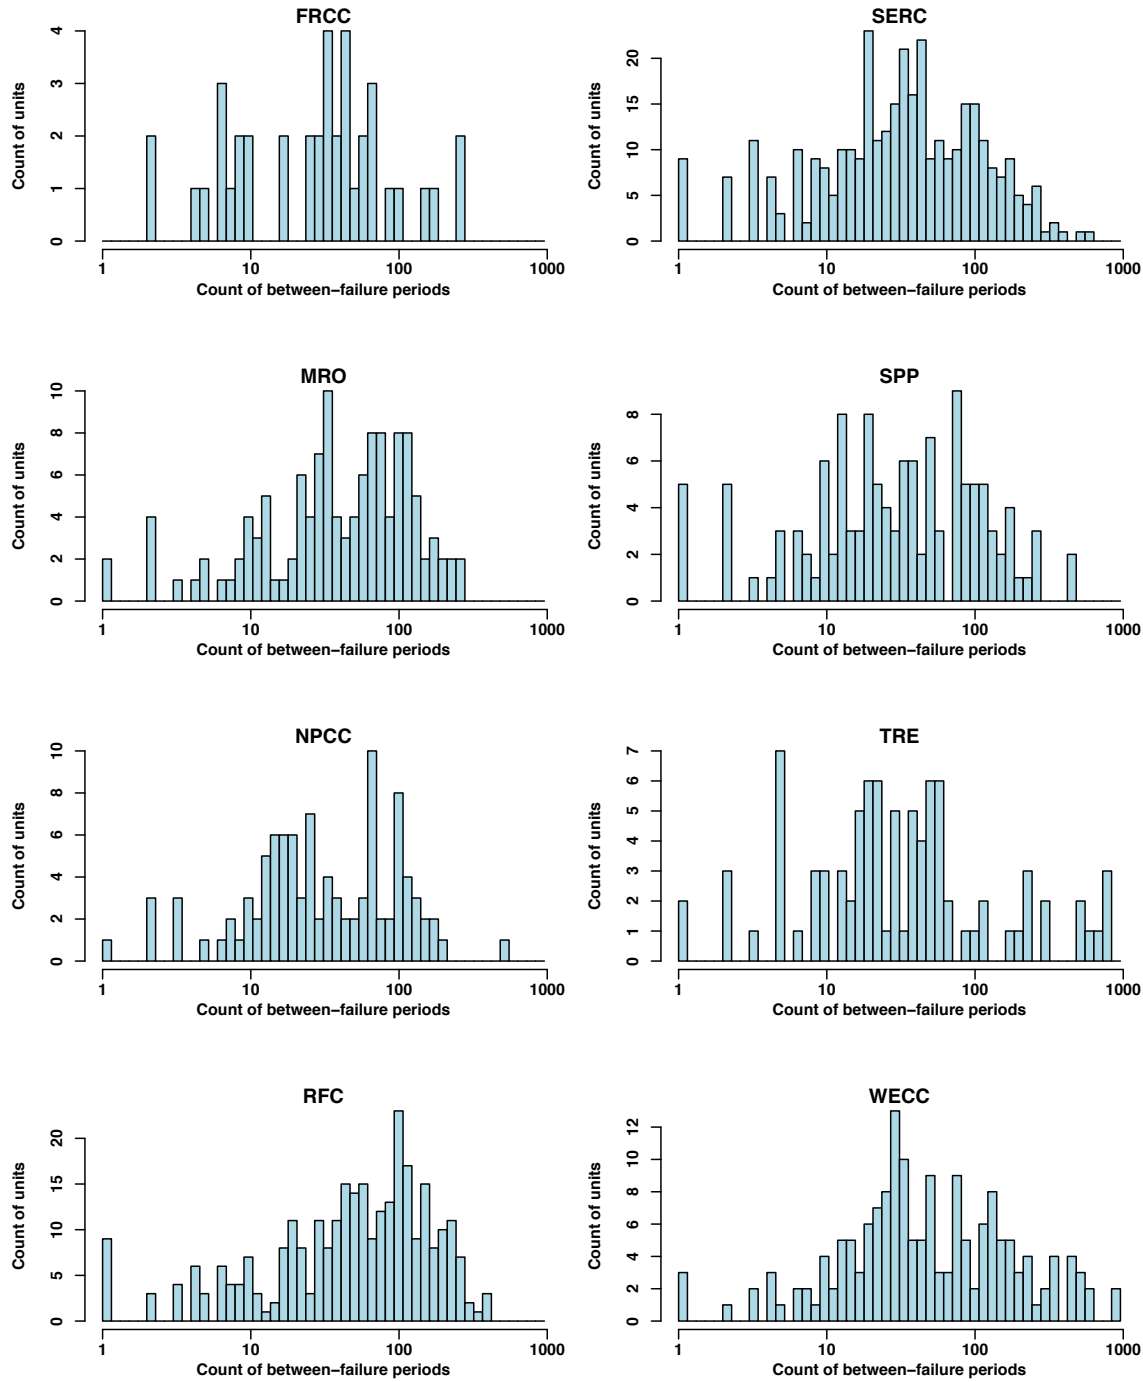 FRCC
4
3
2
1
0
Count of units
1 10 100 1000
Count of between−failure periods
SERC
20
15
10
5
0
Count of units
1 10 100 1000
Count of between−failure periods
MRO
10
8
6
4
2
0
Count of units
1 10 100 1000
Count of between−failure periods
SPP
8
6
4
2
0
Count of units
1 10 100 1000
Count of between−failure periods
NPCC
10
8
6
4
2
0
Count of units
1 10 100 1000
Count of between−failure periods
TRE
7
6
5
4
3
2
1
0
Count of units
1 10 100 1000
Count of between−failure periods
RFC
20
15
10
5
0
Count of units
1 10 100 1000
Count of between−failure periods
WECC
12
10
8
6
4
2
0
Count of units
1 10 100 1000
Count of between−failure periods